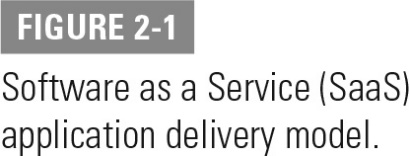 FIGURE 2-1
Software as a Service (SaaS)
application delivery model.